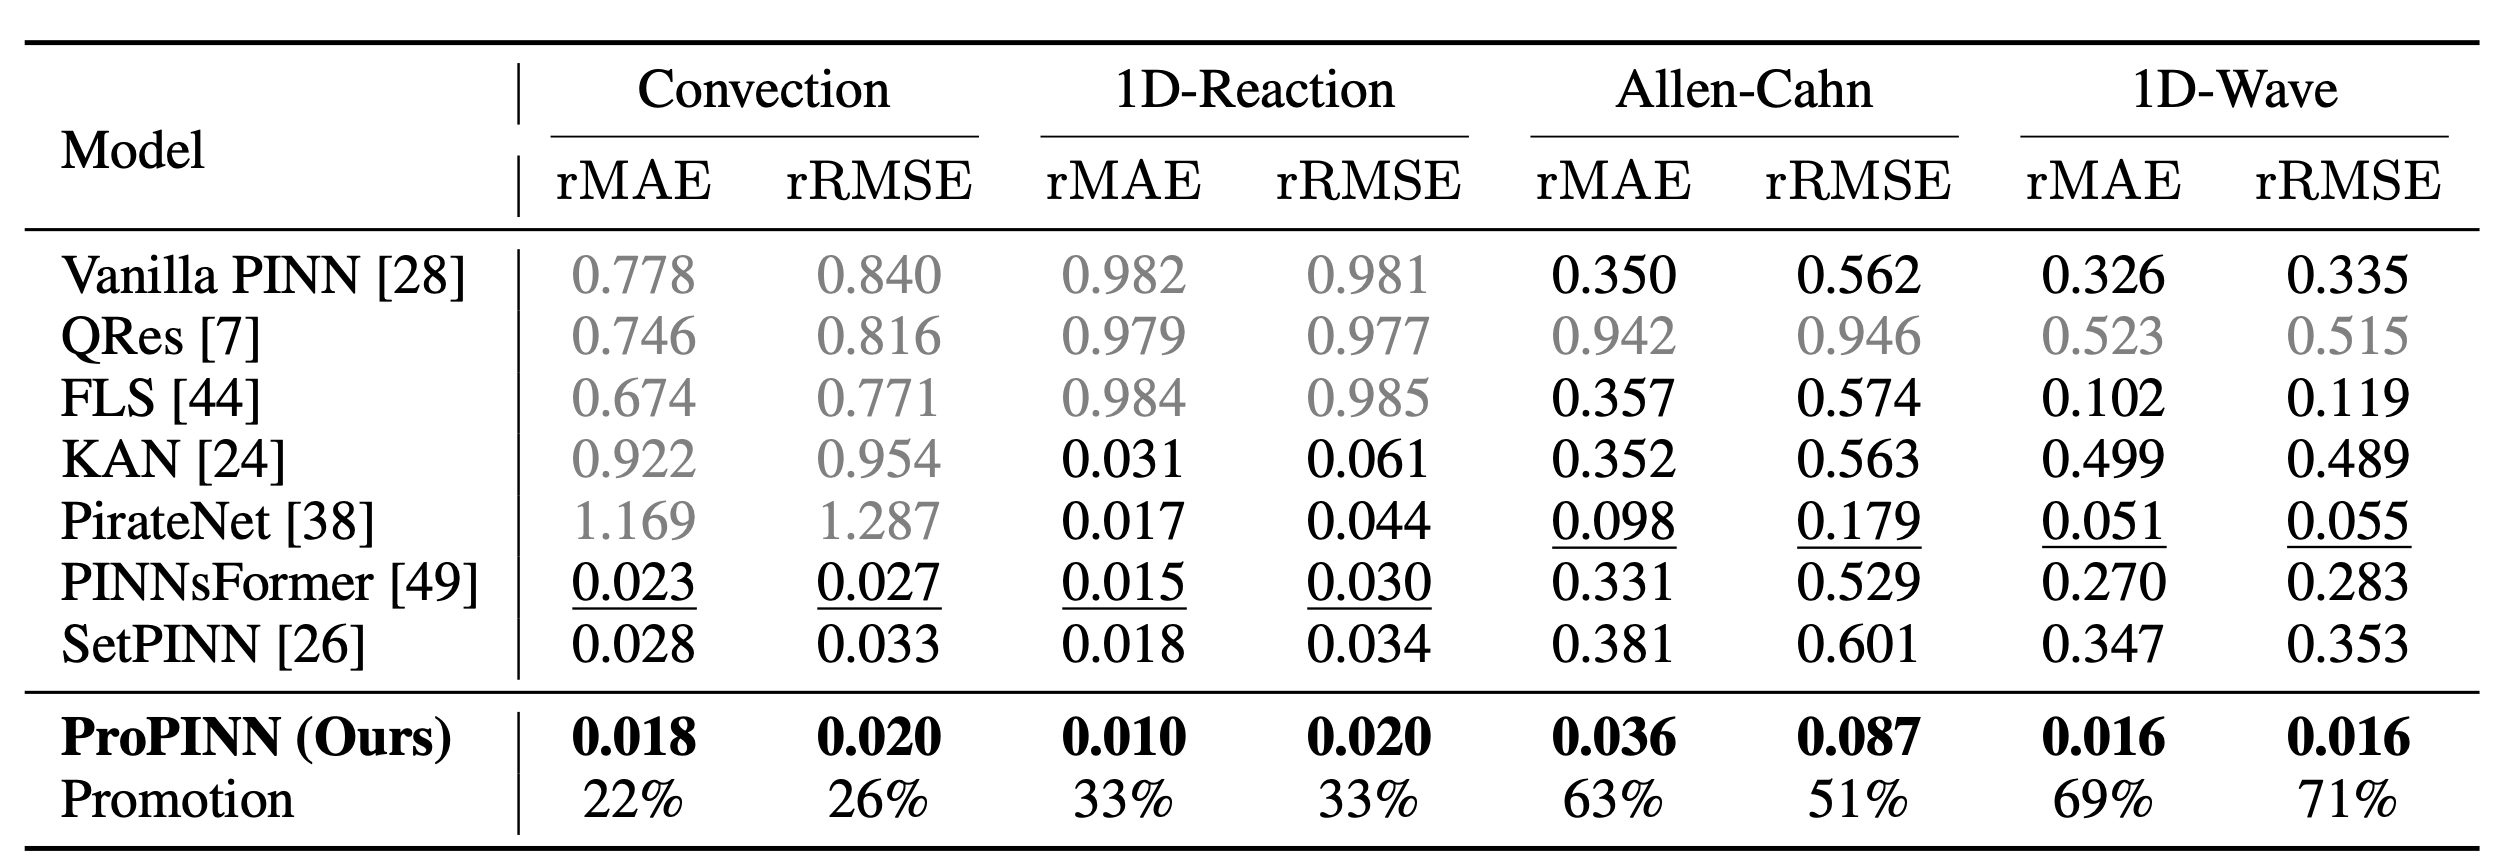 Model Convection 1D-Reaction Allen-Cahn 1D-Wave
rMAE rRMSE rMAE rRMSE rMAE rRMSE rMAE rRMSE
Vanilla PINN [28] 0.778 0.840 0.982 0.981 0.350 0.562 0.326 0.335
QRes [7] 0.746 0.816 0.979 0.977 0.942 0.946 0.523 0.515
FLS [44] 0.674 0.771 0.984 0.985 0.357 0.574 0.102 0.119
KAN [24] 0.922 0.954 0.031 0.061 0.352 0.563 0.499 0.489
PirateNet [38] 1.169 1.287 0.017 0.044 0.098 0.179 0.051 0.055
PINNsFormer [49] 0.023 0.027 0.015 0.030 0.331 0.529 0.270 0.283
SetPINN [26] 0.028 0.033 0.018 0.034 0.381 0.601 0.347 0.353
ProPINN (Ours) 0.018 0.020 0.010 0.020 0.036 0.087 0.016 0.016
Promotion 22% 26% 33% 33% 63% 51% 69% 71%